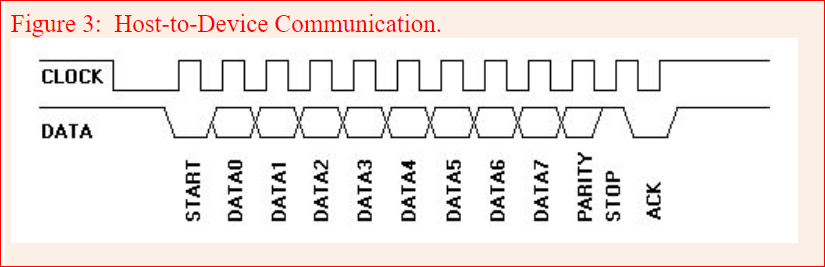 Figure 3:  Host-to-Device Communication.
CLOCK
DATA
START
DATA0
DATA1
DATA2
DATA3
DATA4
DATA5
DATA6
DATA7
PARITY
STOP
ACK